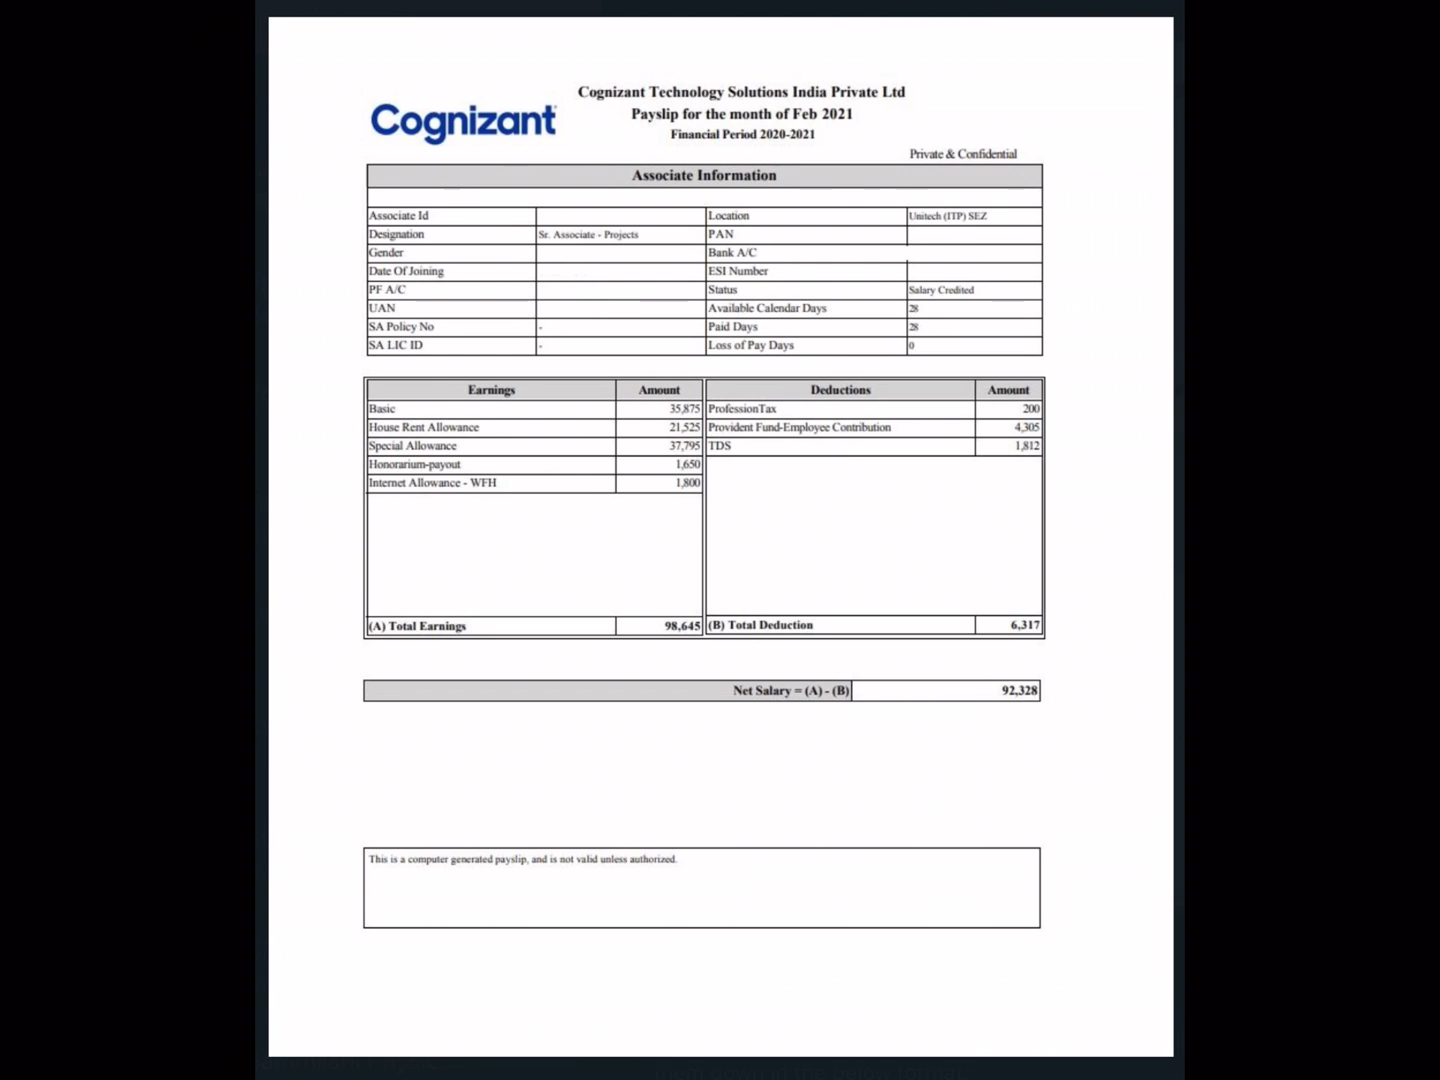 Cognizant
Cognizant Technology Solutions India Private Ltd
Payslip for the month of Feb 2021
Financial Period 2020-2021
Private & Confidential
Associate Information
Associate Id Location Unitech (ITP) SEZ
Designation Sr. Associate - Projects PAN
Gender Bank A/C
Date Of Joining ESI Number
PF A/C Status Salary Credited
UAN Available Calendar Days 28
SA Policy No - Paid Days 28
SA LIC ID - Loss of Pay Days 0
Earnings Amount Deductions Amount
Basic 35,875 ProfessionTax 200
House Rent Allowance 21,525 Provident Fund-Employee Contribution 4,305
Special Allowance 37,795 TDS 1,812
Honorarium-payout 1,650
Internet Allowance - WFH 1,800
(A) Total Earnings 98,645 (B) Total Deduction 6,317
Net Salary = (A) - (B) 92,328
This is a computer generated payslip, and is not valid unless authorized.